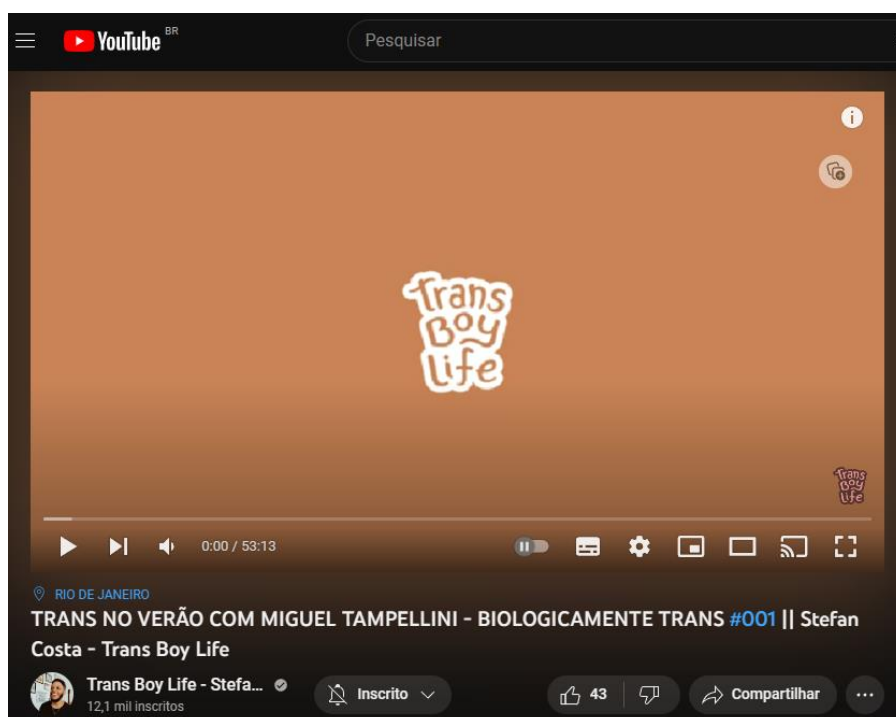 YouTube BR
Pesquisar
i
Trans
Boy
Life
Trans
Boy
Life
0:00 / 53:13
RIO DE JANEIRO
TRANS NO VERÃO COM MIGUEL TAMPELLINI - BIOLOGICAMENTE TRANS #001 || Stefan
Costa - Trans Boy Life
Trans Boy Life - Stefa...
Inscrito
43
Compartilhar
12,1 mil inscritos